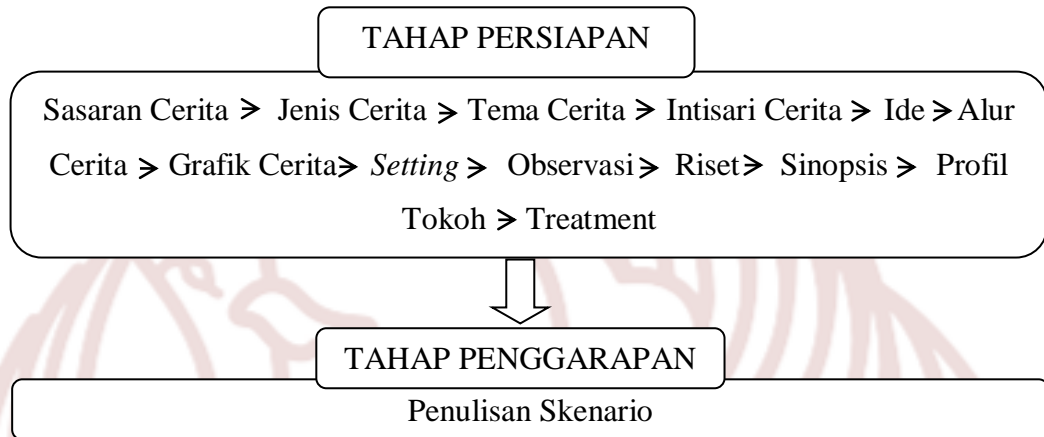 TAHAP PERSIAPAN
Sasaran Cerita > Jenis Cerita > Tema Cerita > Intisari Cerita > Ide > Alur
Cerita > Grafik Cerita > Setting > Observasi > Riset > Sinopsis > Profil
Tokoh > Treatment
TAHAP PENGGARAPAN
Penulisan Skenario